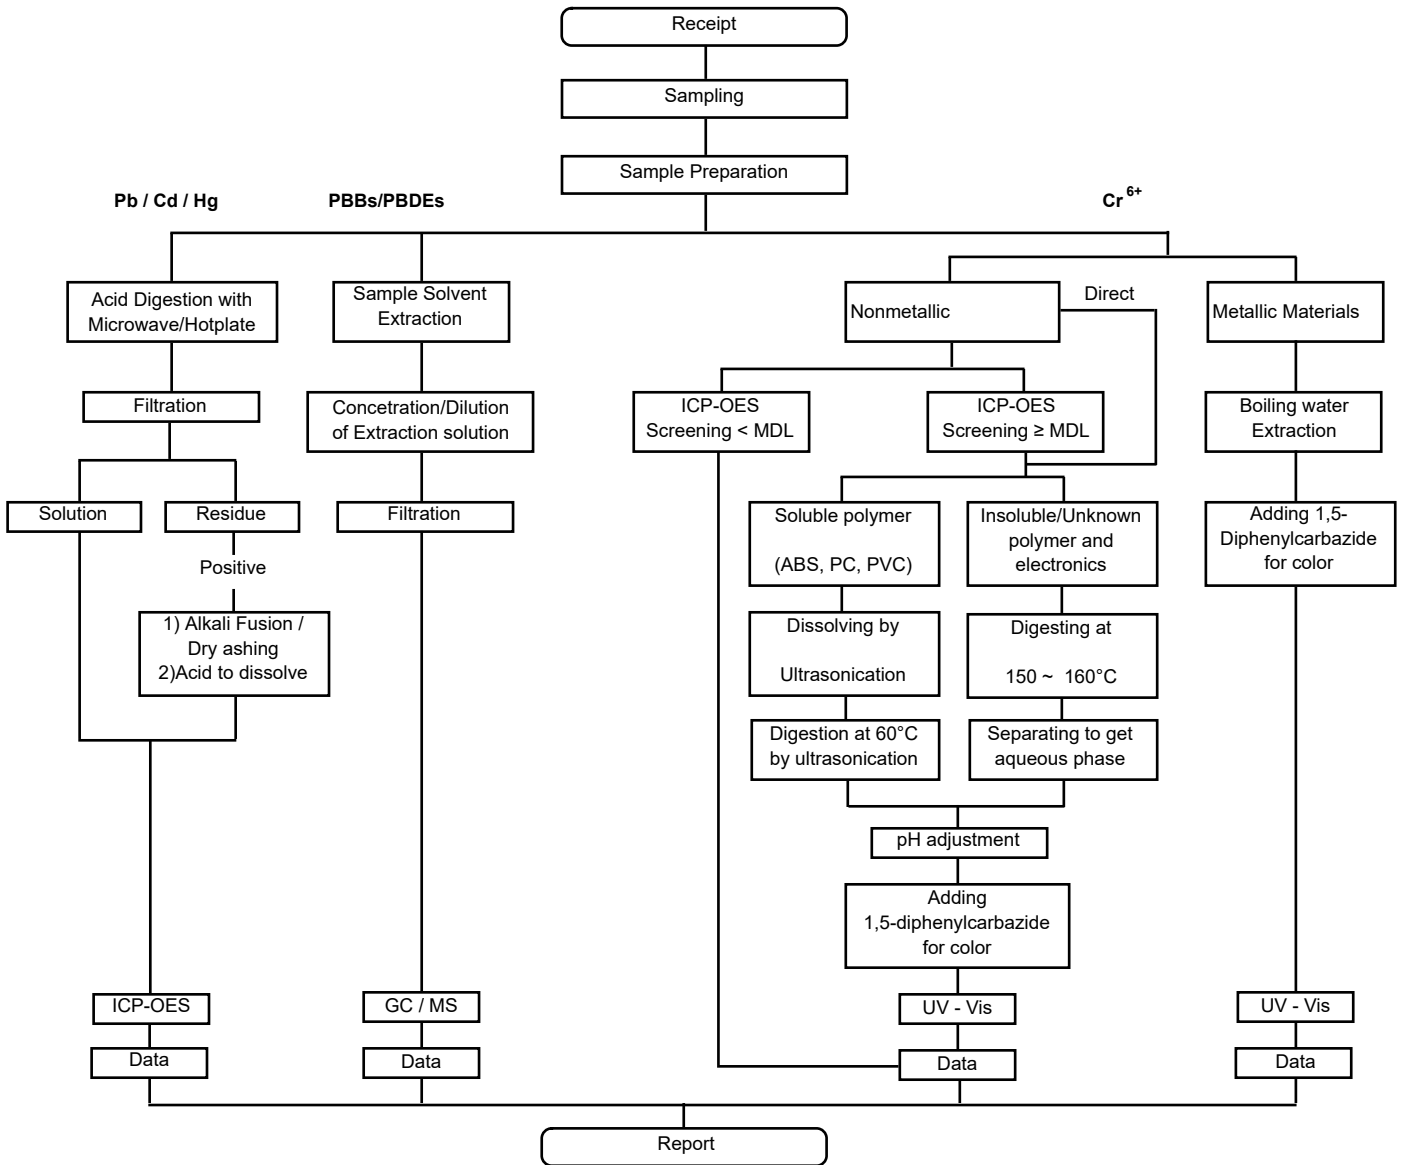 Receipt
Sampling
Sample Preparation
Pb / Cd / Hg
PBBs/PBDEs
Cr 6+
Acid Digestion with
Microwave/Hotplate
Sample Solvent
Extraction
Nonmetallic
Direct
Metallic Materials
Filtration
Concetration/Dilution
of Extraction solution
ICP-OES
Screening < MDL
ICP-OES
Screening ≥ MDL
Boiling water
Extraction
Solution
Residue
Filtration
Soluble polymer
(ABS, PC, PVC)
Insoluble/Unknown
polymer and
electronics
Adding 1,5-
Diphenylcarbazide
for color
Positive
1) Alkali Fusion /
Dry ashing
2)Acid to dissolve
Dissolving by
Ultrasonication
Digesting at
150 ~ 160°C
Digestion at 60°C
by ultrasonication
Separating to get
aqueous phase
pH adjustment
Adding
1,5-diphenylcarbazide
for color
ICP-OES
GC / MS
UV - Vis
UV - Vis
Data
Data
Data
Data
Report